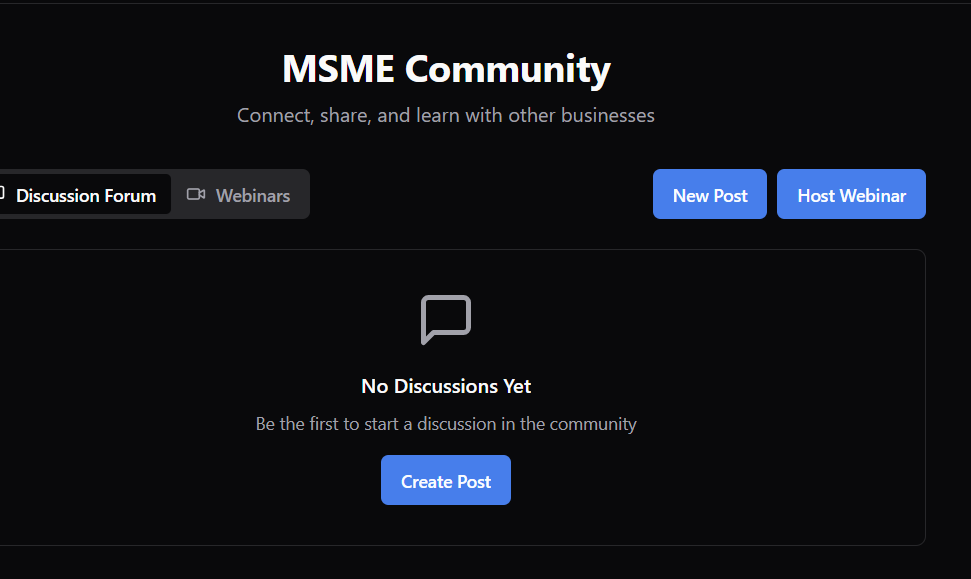 MSME Community
Connect, share, and learn with other businesses
Discussion Forum
Webinars
New Post
Host Webinar
No Discussions Yet
Be the first to start a discussion in the community
Create Post